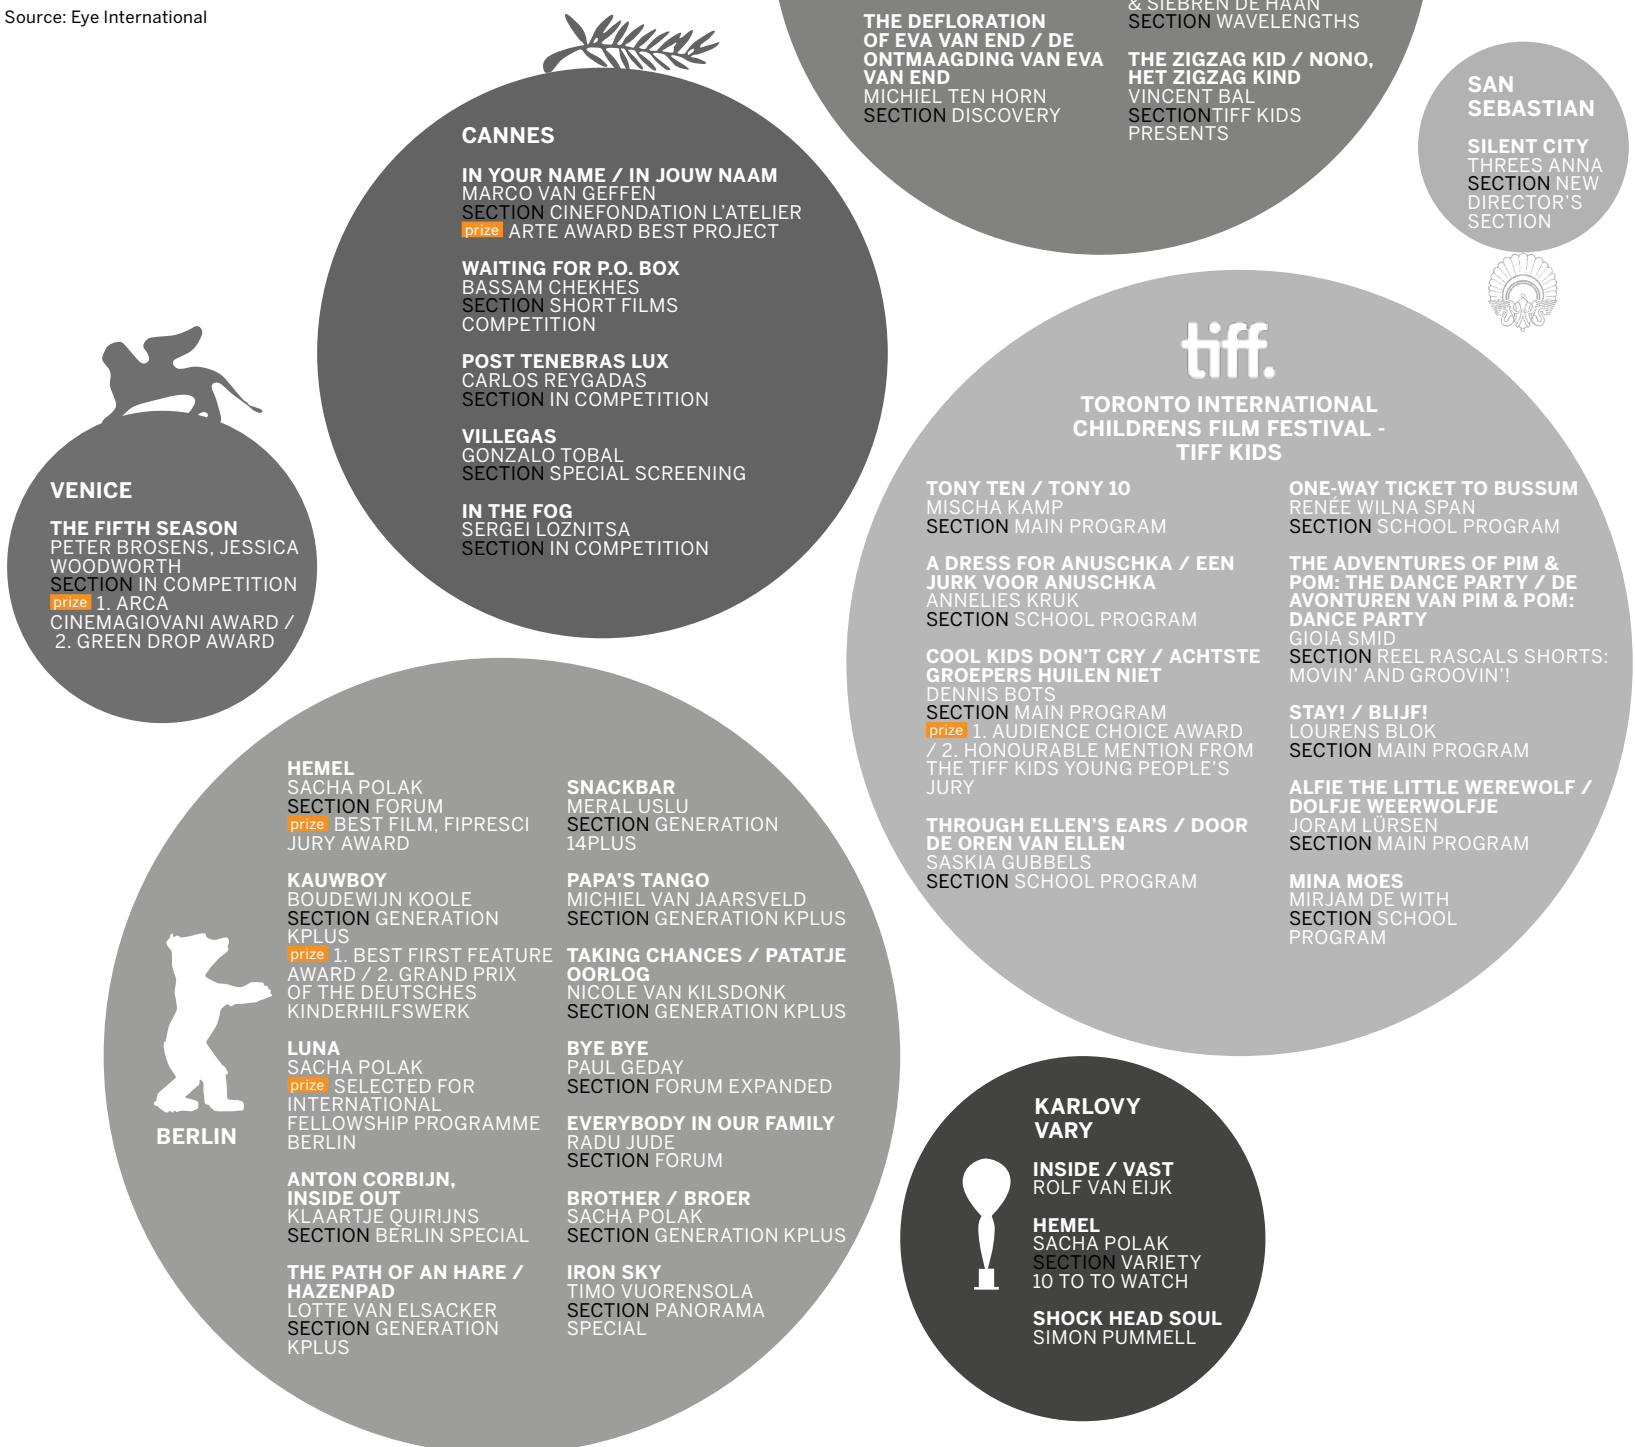 Source: Eye International
THE DEFLORATION
OF EVA VAN END / DE
ONTMAAGDING VAN EVA
VAN END
MICHIEL TEN HORN
SECTION DISCOVERY
& SIEBREN DE HAAN
SECTION WAVELENGTHS
THE ZIGZAG KID / NONO,
HET ZIGZAG KIND
VINCENT BAL
SECTIONTIFF KIDS
PRESENTS
SAN
SEBASTIAN
SILENT CITY
THREES ANNA
SECTION NEW
DIRECTOR'S
SECTION
CANNES
IN YOUR NAME / IN JOUW NAAM
MARCO VAN GEFFEN
SECTION CINEFONDATION L'ATELIER
prize ARTE AWARD BEST PROJECT
WAITING FOR P.O. BOX
BASSAM CHEKHES
SECTION SHORT FILMS
COMPETITION
POST TENEBRAS LUX
CARLOS REYGADAS
SECTION IN COMPETITION
VILLEGAS
GONZALO TOBAL
SECTION SPECIAL SCREENING
IN THE FOG
SERGEI LOZNITSA
SECTION IN COMPETITION
VENICE
THE FIFTH SEASON
PETER BROSENS, JESSICA
WOODWORTH
SECTION IN COMPETITION
prize 1. ARCA
CINEMAGIOVANI AWARD /
2. GREEN DROP AWARD
tiff.
TORONTO INTERNATIONAL
CHILDRENS FILM FESTIVAL -
TIFF KIDS
TONY TEN / TONY 10
MISCHA KAMP
SECTION MAIN PROGRAM
A DRESS FOR ANUSCHKA / EEN
JURK VOOR ANUSCHKA
ANNELIES KRUK
SECTION SCHOOL PROGRAM
COOL KIDS DON'T CRY / ACHTSTE
GROEPERS HUILEN NIET
DENNIS BOTS
SECTION MAIN PROGRAM
prize 1. AUDIENCE CHOICE AWARD
/ 2. HONOURABLE MENTION FROM
THE TIFF KIDS YOUNG PEOPLE'S
JURY
THROUGH ELLEN'S EARS / DOOR
DE OREN VAN ELLEN
SASKIA GUBBELS
SECTION SCHOOL PROGRAM
ONE-WAY TICKET TO BUSSUM
RENÉE WILNA SPAN
SECTION SCHOOL PROGRAM
THE ADVENTURES OF PIM &
POM: THE DANCE PARTY / DE
AVONTUREN VAN PIM & POM:
DANCE PARTY
GIOIA SMID
SECTION REEL RASCALS SHORTS:
MOVIN' AND GROOVIN'!
STAY! / BLIJF!
LOURENS BLOK
SECTION MAIN PROGRAM
ALFIE THE LITTLE WEREWOLF /
DOLFJE WEERWOLFJE
JORAM LÜRSEN
SECTION MAIN PROGRAM
MINA MOES
MIRJAM DE WITH
SECTION SCHOOL
PROGRAM
BERLIN
HEMEL
SACHA POLAK
SECTION FORUM
prize BEST FILM, FIPRESCI
JURY AWARD
KAUWBOY
BOUDEWIJN KOOLE
SECTION GENERATION
KPLUS
prize 1. BEST FIRST FEATURE
AWARD / 2. GRAND PRIX
OF THE DEUTSCHES
KINDERHILFSWERK
LUNA
SACHA POLAK
prize SELECTED FOR
INTERNATIONAL
FELLOWSHIP PROGRAMME
BERLIN
ANTON CORBIJN,
INSIDE OUT
KLAARTJE QUIRIJNS
SECTION BERLIN SPECIAL
THE PATH OF AN HARE /
HAZENPAD
LOTTE VAN ELSACKER
SECTION GENERATION
KPLUS
SNACKBAR
MERAL USLU
SECTION GENERATION
14PLUS
PAPA'S TANGO
MICHIEL VAN JAARSVELD
SECTION GENERATION KPLUS
TAKING CHANCES / PATATJE
OORLOG
NICOLE VAN KILSDONK
SECTION GENERATION KPLUS
BYE BYE
PAUL GEDAY
SECTION FORUM EXPANDED
EVERYBODY IN OUR FAMILY
RADU JUDE
SECTION FORUM
BROTHER / BROER
SACHA POLAK
SECTION GENERATION KPLUS
IRON SKY
TIMO VUORENSOLA
SECTION PANORAMA
SPECIAL
KARLOVY
VARY
INSIDE / VAST
ROLF VAN EIJK
HEMEL
SACHA POLAK
SECTION VARIETY
10 TO TO WATCH
SHOCK HEAD SOUL
SIMON PUMMELL